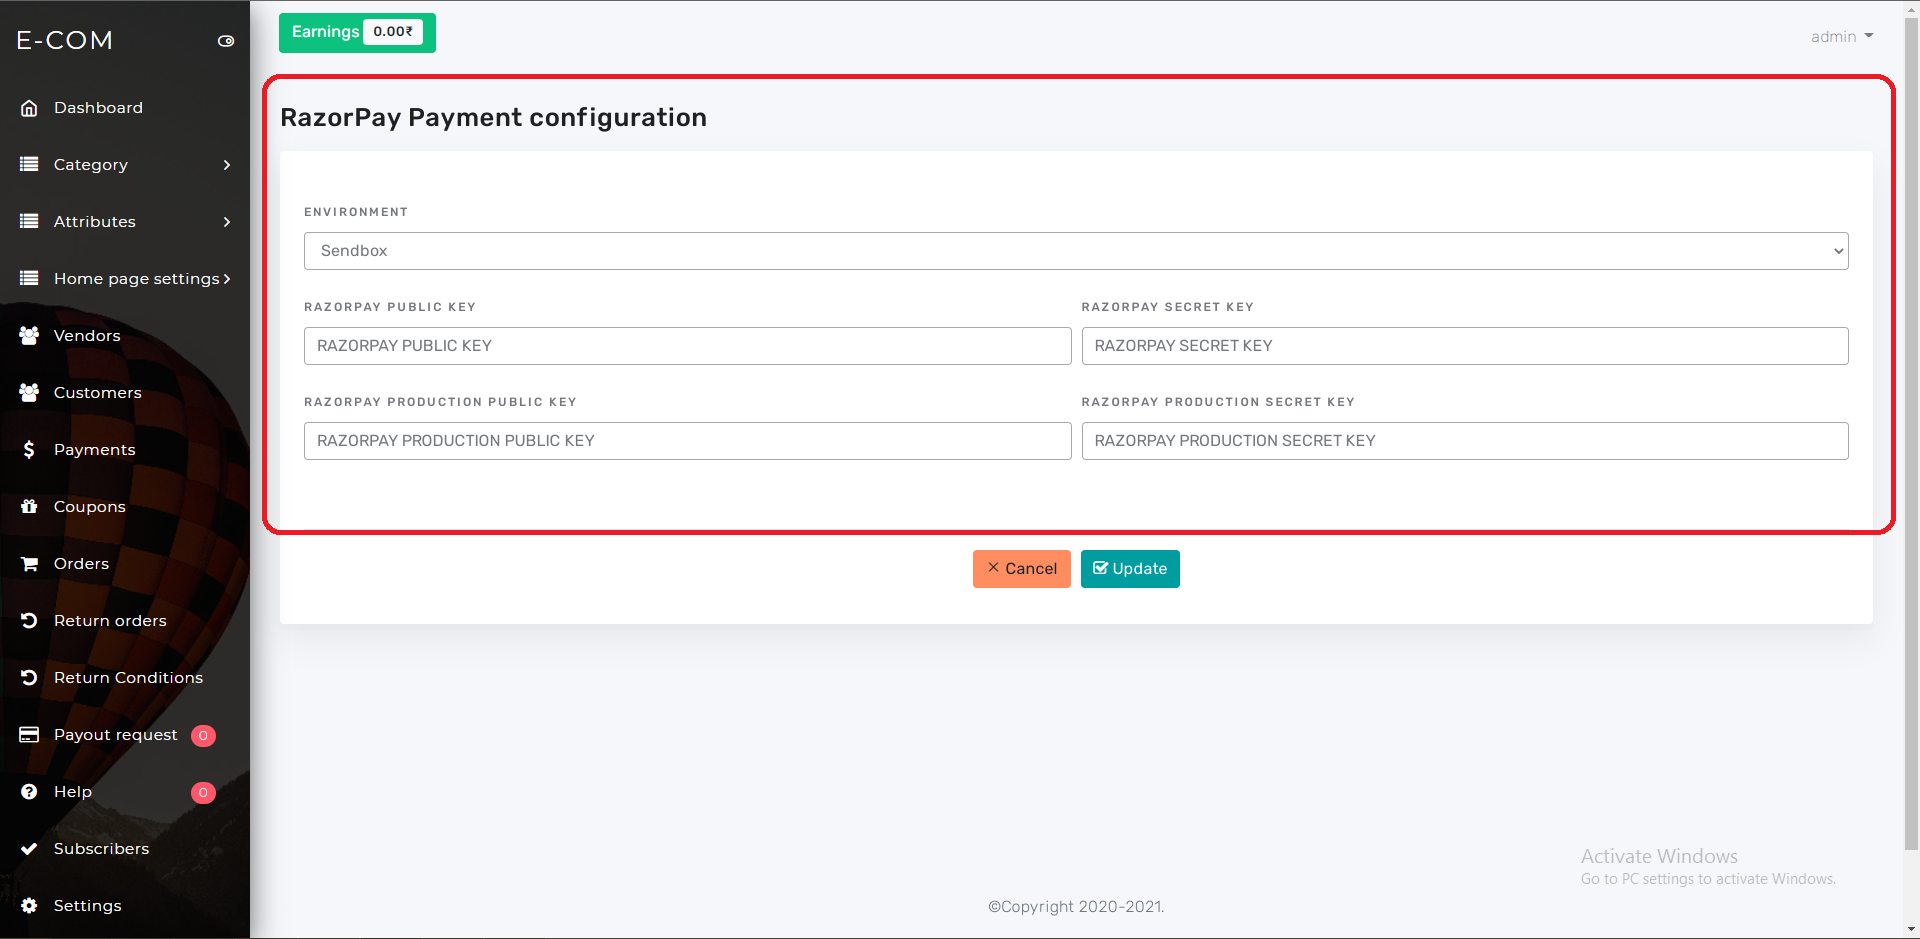 E-COM
Dashboard
Category
Attributes
Home page settings
Vendors
Customers
Payments
Coupons
Orders
Return orders
Return Conditions
Payout request 0
Help 0
Subscribers
Settings
Earnings 0.00₹
admin
RazorPay Payment configuration
ENVIRONMENT
Sendbox
RAZORPAY PUBLIC KEY
RAZORPAY PUBLIC KEY
RAZORPAY SECRET KEY
RAZORPAY SECRET KEY
RAZORPAY PRODUCTION PUBLIC KEY
RAZORPAY PRODUCTION PUBLIC KEY
RAZORPAY PRODUCTION SECRET KEY
RAZORPAY PRODUCTION SECRET KEY
Cancel
Update
Activate Windows
Go to PC settings to activate Windows.
©Copyright 2020-2021.